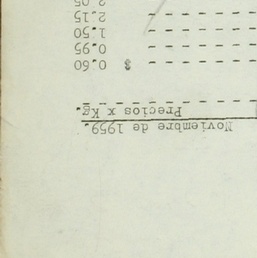 Noviembre de 1959.
Precios x Kg.
- - - - - - - - - - - - - -
- - - - - - - - $ 0.60
- - - - - - - - 0.95
- - - - - - - - 1.50
- - - - - - - - 2.15